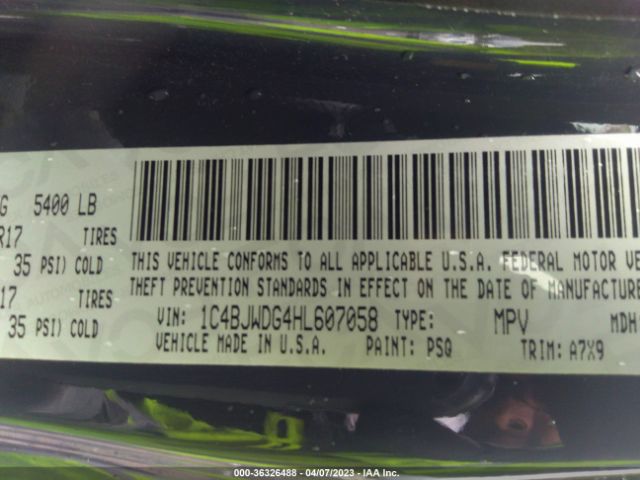 G 5400 LB
R17 TIRES
35 PSI) COLD
17 TIRES
35 PSI) COLD
THIS VEHICLE CONFORMS TO ALL APPLICABLE U.S.A. FEDERAL MOTOR VE
THEFT PREVENTION STANDARDS IN EFFECT ON THE DATE OF MANUFACTURE
VIN: 1C4BJWDG4HL607058 TYPE: MPV MDH
VEHICLE MADE IN U.S.A. PAINT: PSQ TRIM: A7X9
000-36326488 - 04/07/2023 - IAA Inc.